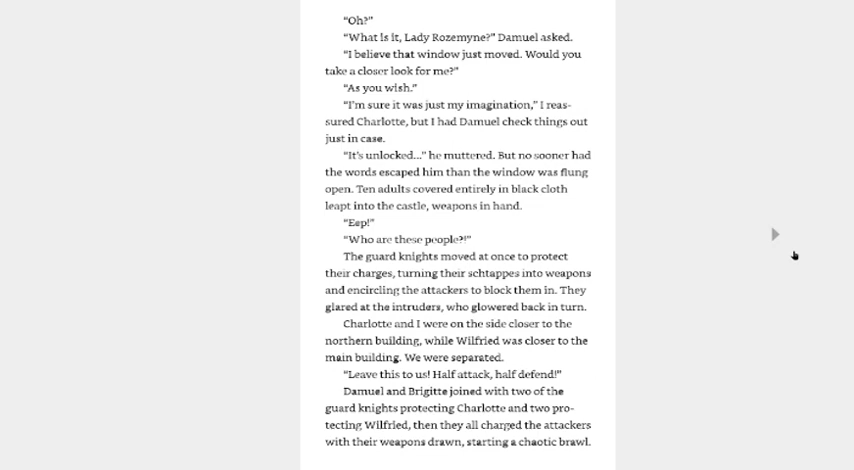 “Oh?”
“What is it, Lady Rozemyne?” Damuel asked.
“I believe that window just moved. Would you
take a closer look for me?”
“As you wish.”
“I’m sure it was just my imagination,” I reas-
sured Charlotte, but I had Damuel check things out
just in case.
“It’s unlocked...” he muttered. But no sooner had
the words escaped him than the window was flung
open. Ten adults covered entirely in black cloth
leapt into the castle, weapons in hand.
“Eep!”
“Who are these people?!”
The guard knights moved at once to protect
their charges, turning their schtappes into weapons
and encircling the attackers to block them in. They
glared at the intruders, who glowered back in turn.
Charlotte and I were on the side closer to the
northern building, while Wilfried was closer to the
main building. We were separated.
“Leave this to us! Half attack, half defend!”
Damuel and Brigitte joined with two of the
guard knights protecting Charlotte and two pro-
tecting Wilfried, then they all charged the attackers
with their weapons drawn, starting a chaotic brawl.